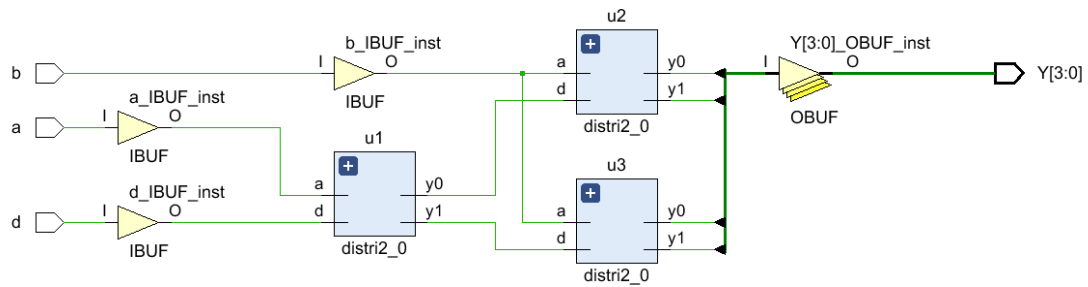 u2
b_IBUF_inst
Y[3:0]_OBUF_inst
b
I
O
a
y0
I
O
Y[3:0]
IBUF
d
y1
OBUF
a_IBUF_inst
distri2_0
a
I
O
IBUF
u1
u3
d_IBUF_inst
a
y0
a
y0
d
I
O
d
y1
d
y1
IBUF
distri2_0
distri2_0